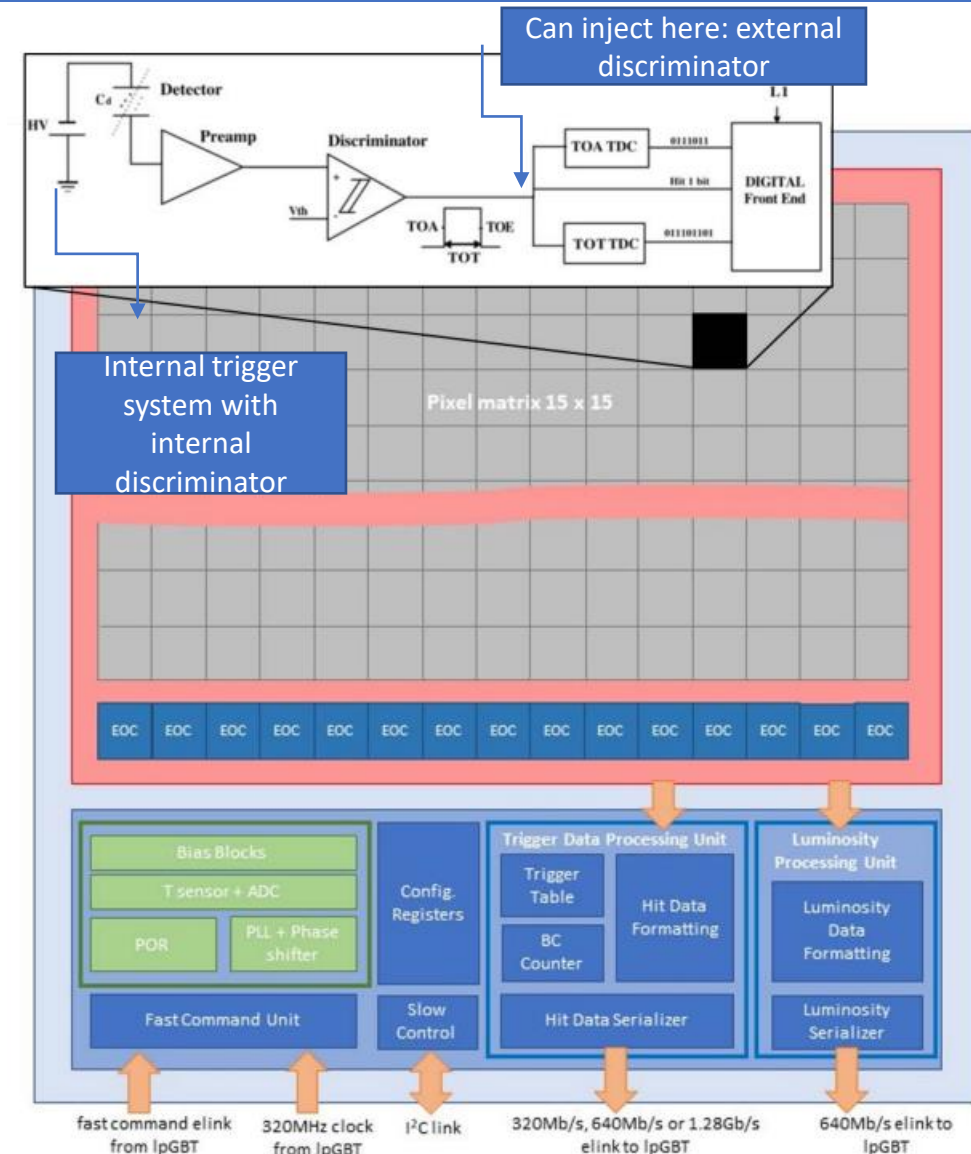 Can inject here: external
discriminator
L1
Detector
Cd
HV
Preamp
Discriminator
Vth
+
-
TOA
TOE
TOT
TOA TDC
0111011
Hit 1 bit
TOT TDC
011101101
DIGITAL
Front End
Internal trigger
system with
internal
discriminator
Pixel matrix 15 x 15
EOC EOC EOC EOC EOC EOC EOC EOC EOC EOC EOC EOC EOC EOC EOC
Bias Blocks
T sensor + ADC
POR
PLL + Phase
shifter
Fast Command Unit
Config.
Registers
Slow
Control
Trigger Data Processing Unit
Trigger
Table
BC
Counter
Hit Data
Formatting
Hit Data Serializer
Luminosity
Processing Unit
Luminosity
Data
Formatting
Luminosity
Serializer
fast command elink
from lpGBT
320MHz clock
from lpGBT
I²C link
320Mb/s, 640Mb/s or 1.28Gb/s
elink to lpGBT
640Mb/s elink to
lpGBT